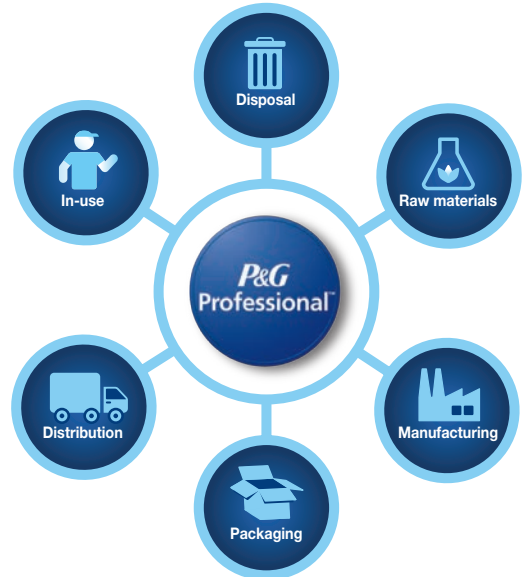 Disposal
In-use
Raw materials
P&G
Professional™
Distribution
Manufacturing
Packaging